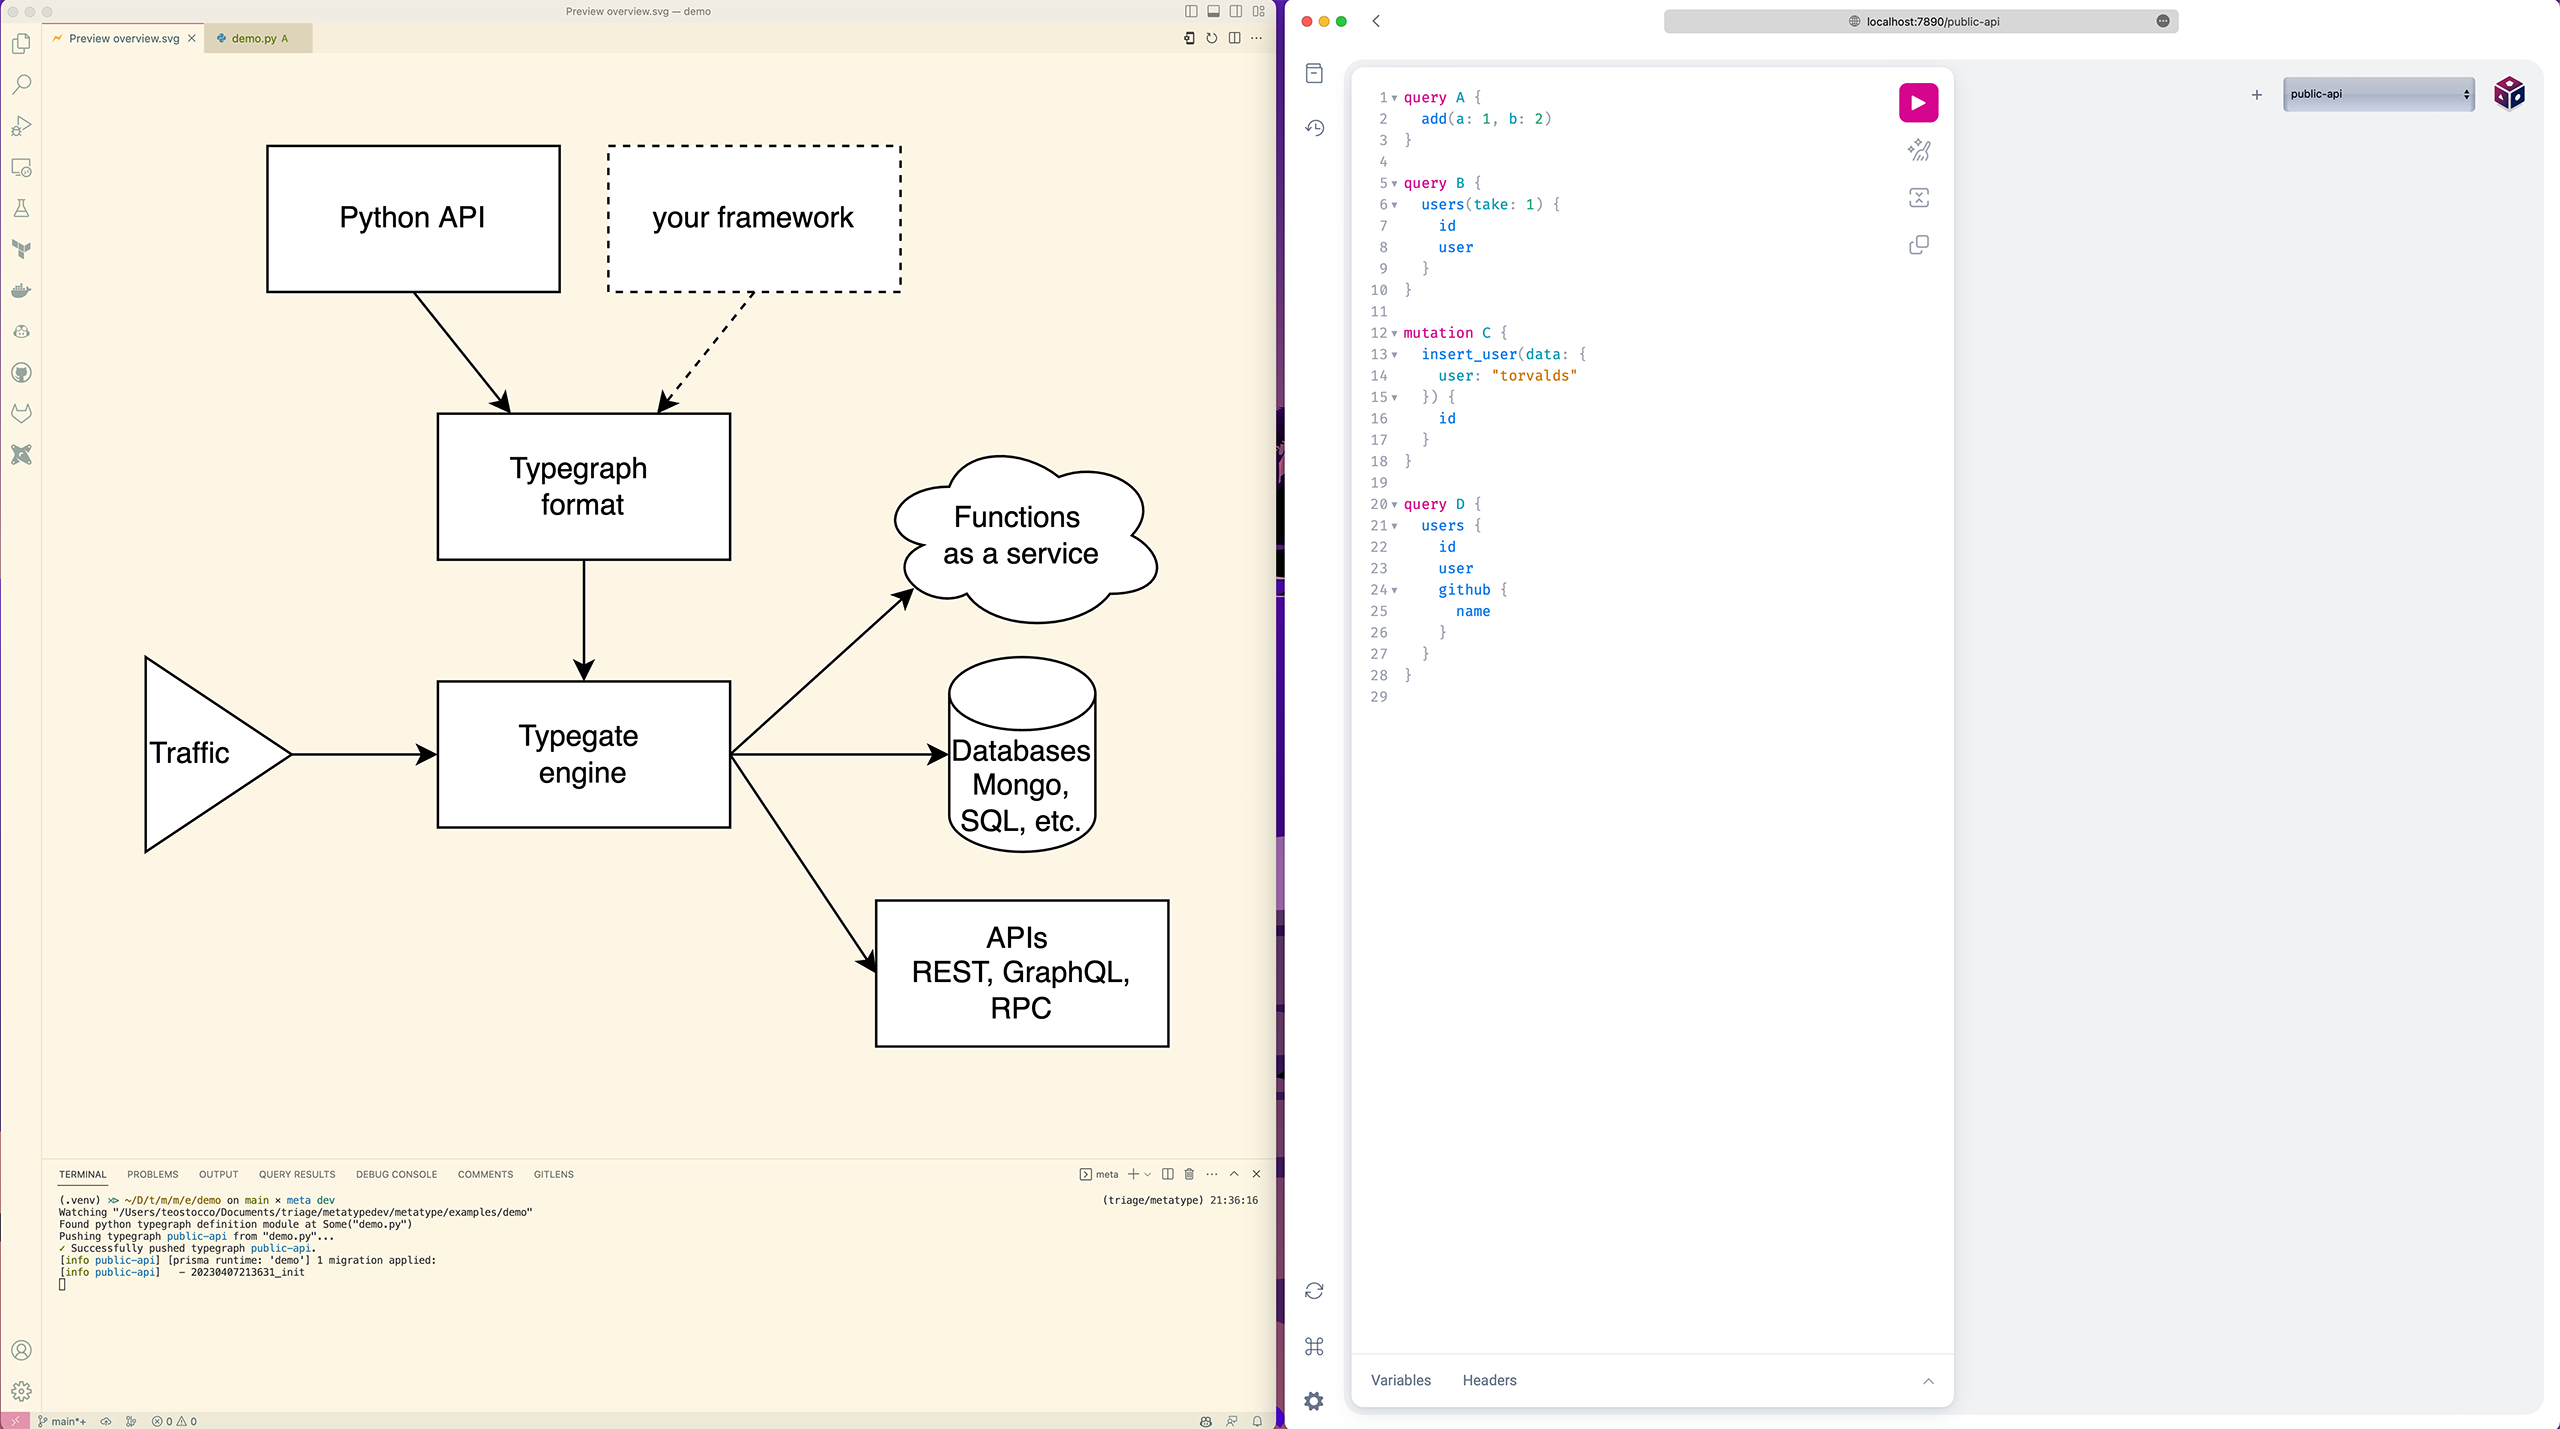 Preview overview.svg — demo
Preview overview.svg
demo.py A
Python API
your framework
Typegraph
format
Functions
as a service
Traffic
Typegate
engine
Databases
Mongo,
SQL, etc.
APIs
REST, GraphQL,
RPC
TERMINAL PROBLEMS OUTPUT QUERY RESULTS DEBUG CONSOLE COMMENTS GITLENS
meta
(.venv) ⋊> ~/D/t/m/m/e/demo on main × meta dev (triage/metatype) 21:36:16
Watching "/Users/teostocco/Documents/triage/metatypedev/metatype/examples/demo"
Found python typegraph definition module at Some("demo.py")
Pushing typegraph public-api from "demo.py"...
✓ Successfully pushed typegraph public-api.
[info public-api] [prisma runtime: 'demo'] 1 migration applied:
[info public-api]   - 20230407213631_init
main*+ 0 0
localhost:7890/public-api
public-api
1 query A {
2 add(a: 1, b: 2)
3 }
4
5 query B {
6 users(take: 1) {
7 id
8 user
9 }
10 }
11
12 mutation C {
13 insert_user(data: {
14 user: "torvalds"
15 }) {
16 id
17 }
18 }
19
20 query D {
21 users {
22 id
23 user
24 github {
25 name
26 }
27 }
28 }
29
Variables Headers